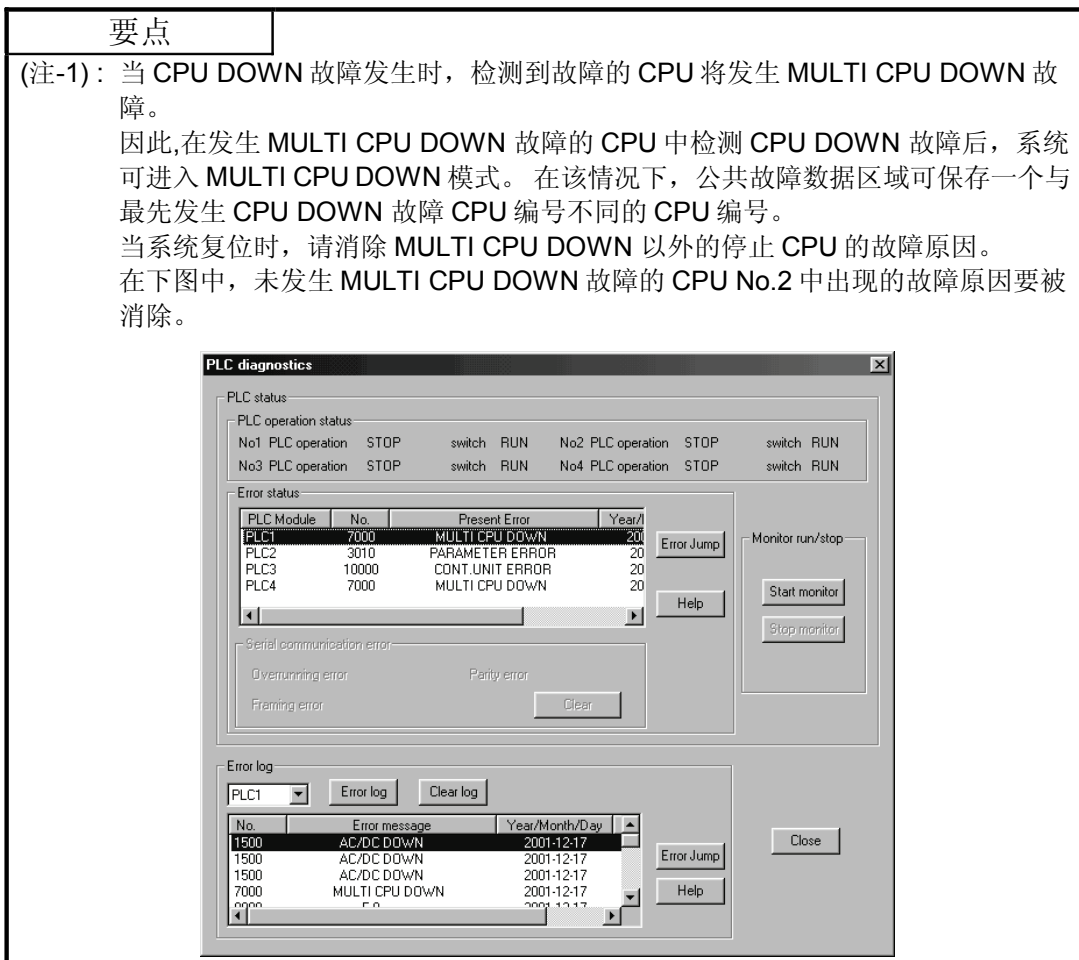 要点
(注-1) : 当 CPU DOWN 故障发生时，检测到故障的 CPU 将发生 MULTI CPU DOWN 故
障。
因此,在发生 MULTI CPU DOWN 故障的 CPU 中检测 CPU DOWN 故障后，系统
可进入 MULTI CPU DOWN 模式。 在该情况下，公共故障数据区域可保存一个与
最先发生 CPU DOWN 故障 CPU 编号不同的 CPU 编号。
当系统复位时，请消除 MULTI CPU DOWN 以外的停止 CPU 的故障原因。
在下图中，未发生 MULTI CPU DOWN 故障的 CPU No.2 中出现的故障原因要被
消除。
PLC diagnostics
PLC status
PLC operation status
No1 PLC operation STOP switch RUN No2 PLC operation STOP switch RUN
No3 PLC operation STOP switch RUN No4 PLC operation STOP switch RUN
Error status
PLC Module No. Present Error Year/
PLC1 7000 MULTI CPU DOWN 200
PLC2 3010 PARAMETER ERROR 20
PLC3 10000 CONT.UNIT ERROR 20
PLC4 7000 MULTI CPU DOWN 20
Error Jump
Help
Monitor run/stop
Start monitor
Stop monitor
Serial communication error
Overrunning error Parity error
Framing error Clear
Error log
PLC1 Error log Clear log
No. Error message Year/Month/Day
1500 AC/DC DOWN 2001-12-17
1500 AC/DC DOWN 2001-12-17
1500 AC/DC DOWN 2001-12-17
7000 MULTI CPU DOWN 2001-12-17
Error Jump
Help
Close